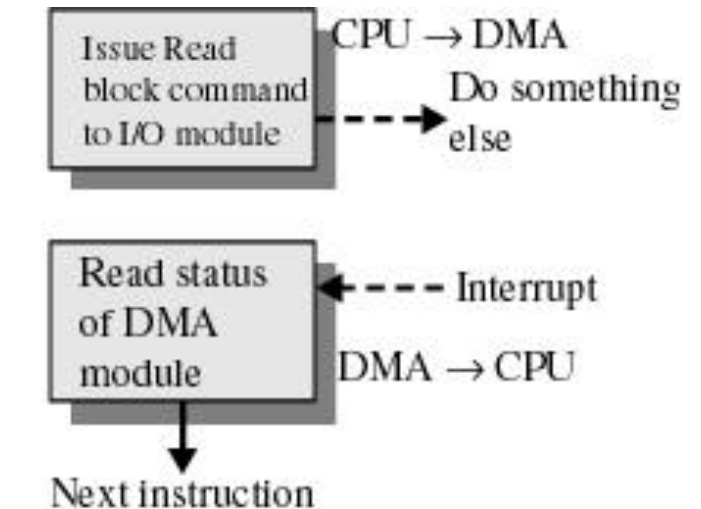 Issue Read
block command
to I/O module
CPU → DMA
Do something
else
Read status
of DMA
module
Interrupt
DMA → CPU
Next instruction